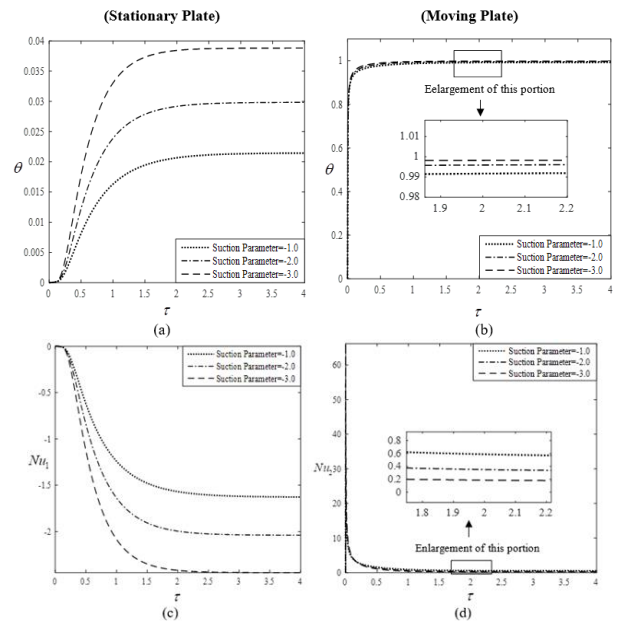 (Stationary Plate)
(Moving Plate)
0.04
0.035
0.03
0.025
0.02
0.015
0.01
0.005
0
θ
Suction Parameter=-1.0
Suction Parameter=-2.0
Suction Parameter=-3.0
0 0.5 1 1.5 2 2.5 3 3.5 4
τ
(a)
1
0.8
0.6
0.4
0.2
0
θ
Eelargement of this portion
1.01
1
0.99
0.98
1.9 2 2.1 2.2
Suction Parameter=-1.0
Suction Parameter=-2.0
Suction Parameter=-3.0
0 0.5 1 1.5 2 2.5 3 3.5 4
τ
(b)
0
-0.5
-1
-1.5
-2
Nu₁
Suction Parameter=-1.0
Suction Parameter=-2.0
Suction Parameter=-3.0
0 0.5 1 1.5 2 2.5 3 3.5 4
τ
(c)
60
50
40
30
20
10
0
Suction Parameter=-1.0
Suction Parameter=-2.0
Suction Parameter=-3.0
0.8
0.6
0.4
0.2
0
1.8 1.9 2 2.1 2.2
Enlargement of this portion
0 0.5 1 1.5 2 2.5 3 3.5 4
τ
(d)